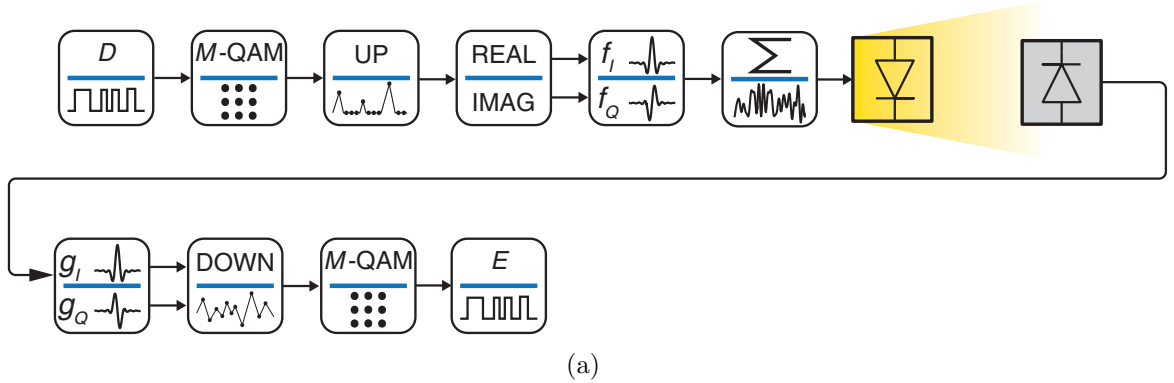 D
M-QAM
UP
REAL
IMAG
f_I
f_Q
Σ
g_I
g_Q
DOWN
M-QAM
E
(a)